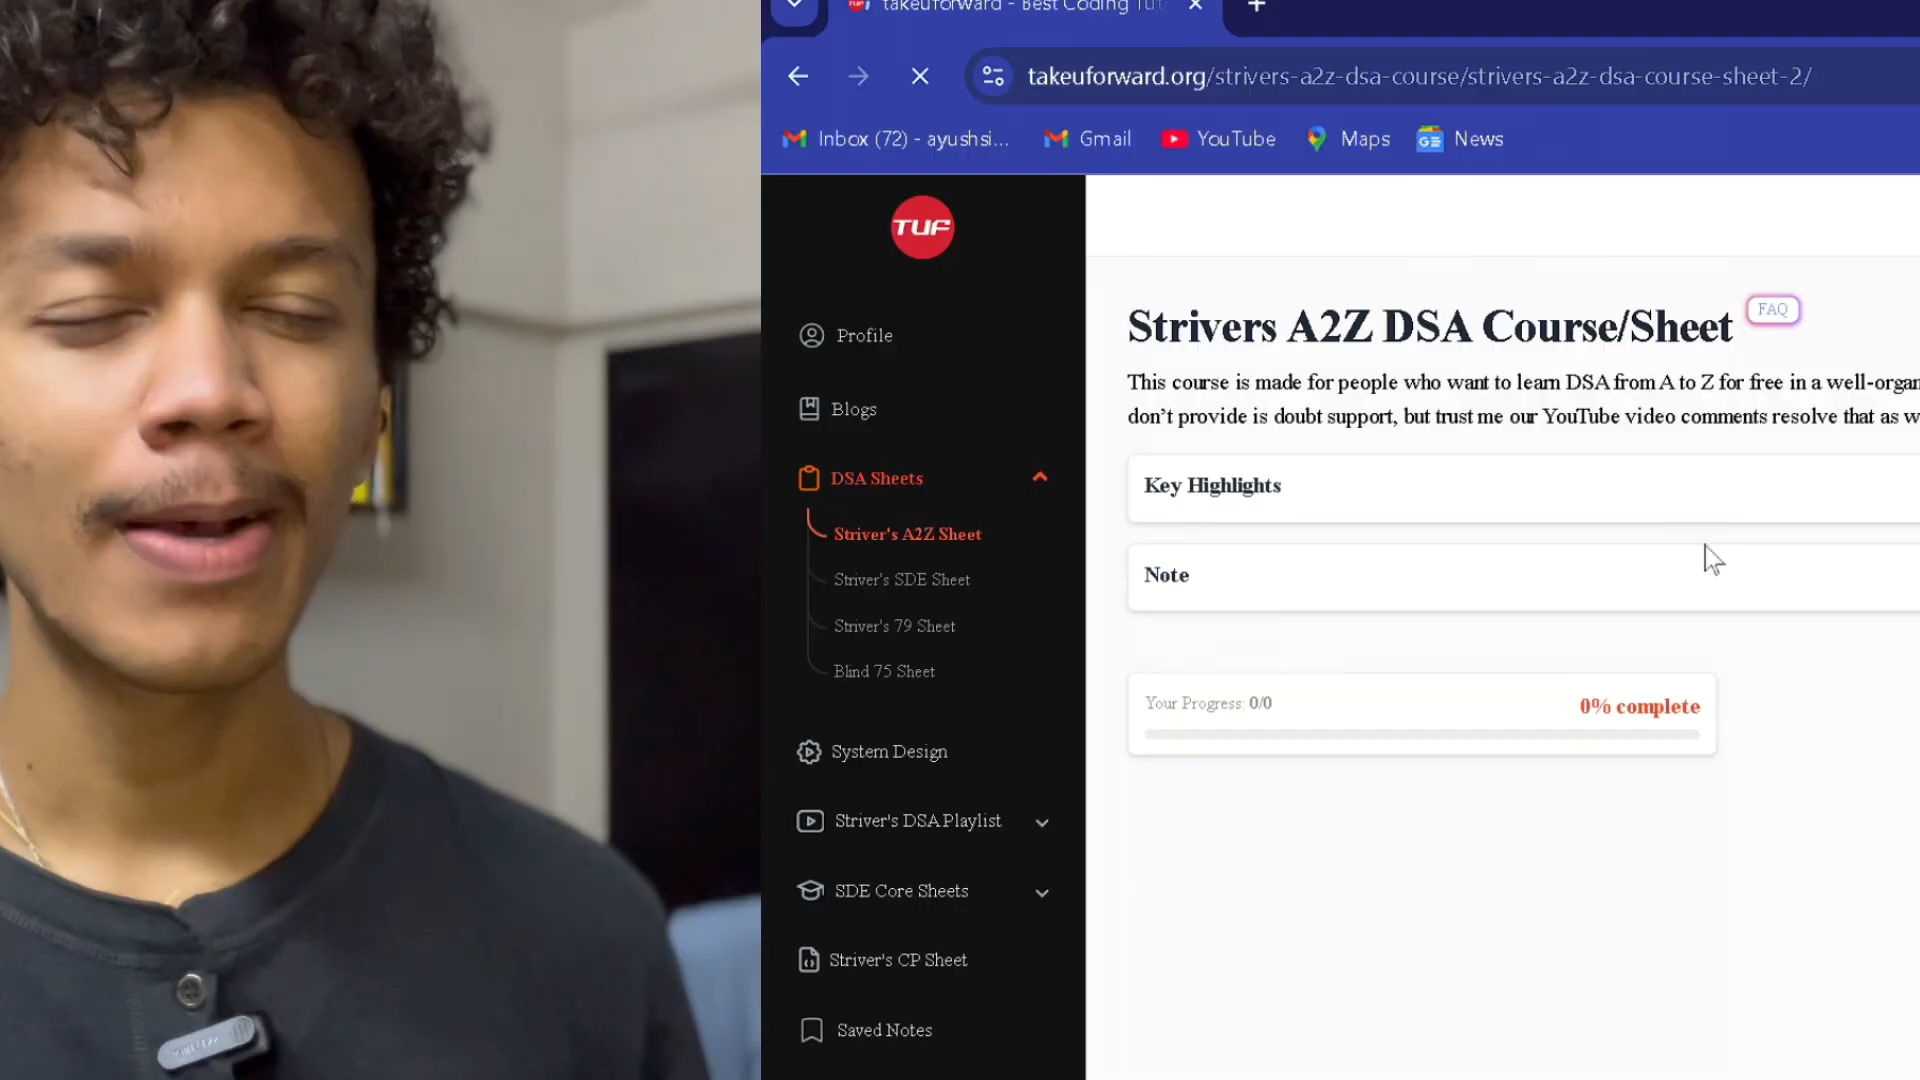 takeuforward - Best Coding Tut
takeuforward.org/strivers-a2z-dsa-course/strivers-a2z-dsa-course-sheet-2/
Inbox (72) - ayushsi...
Gmail
YouTube
Maps
News
TUF
Profile
Blogs
DSA Sheets
Striver's A2Z Sheet
Striver's SDE Sheet
Striver's 79 Sheet
Blind 75 Sheet
System Design
Striver's DSA Playlist
SDE Core Sheets
Striver's CP Sheet
Saved Notes
Strivers A2Z DSA Course/Sheet
FAQ
This course is made for people who want to learn DSA from A to Z for free in a well-organ
don't provide is doubt support, but trust me our YouTube video comments resolve that as w
Key Highlights
Note
Your Progress: 0/0
0% complete